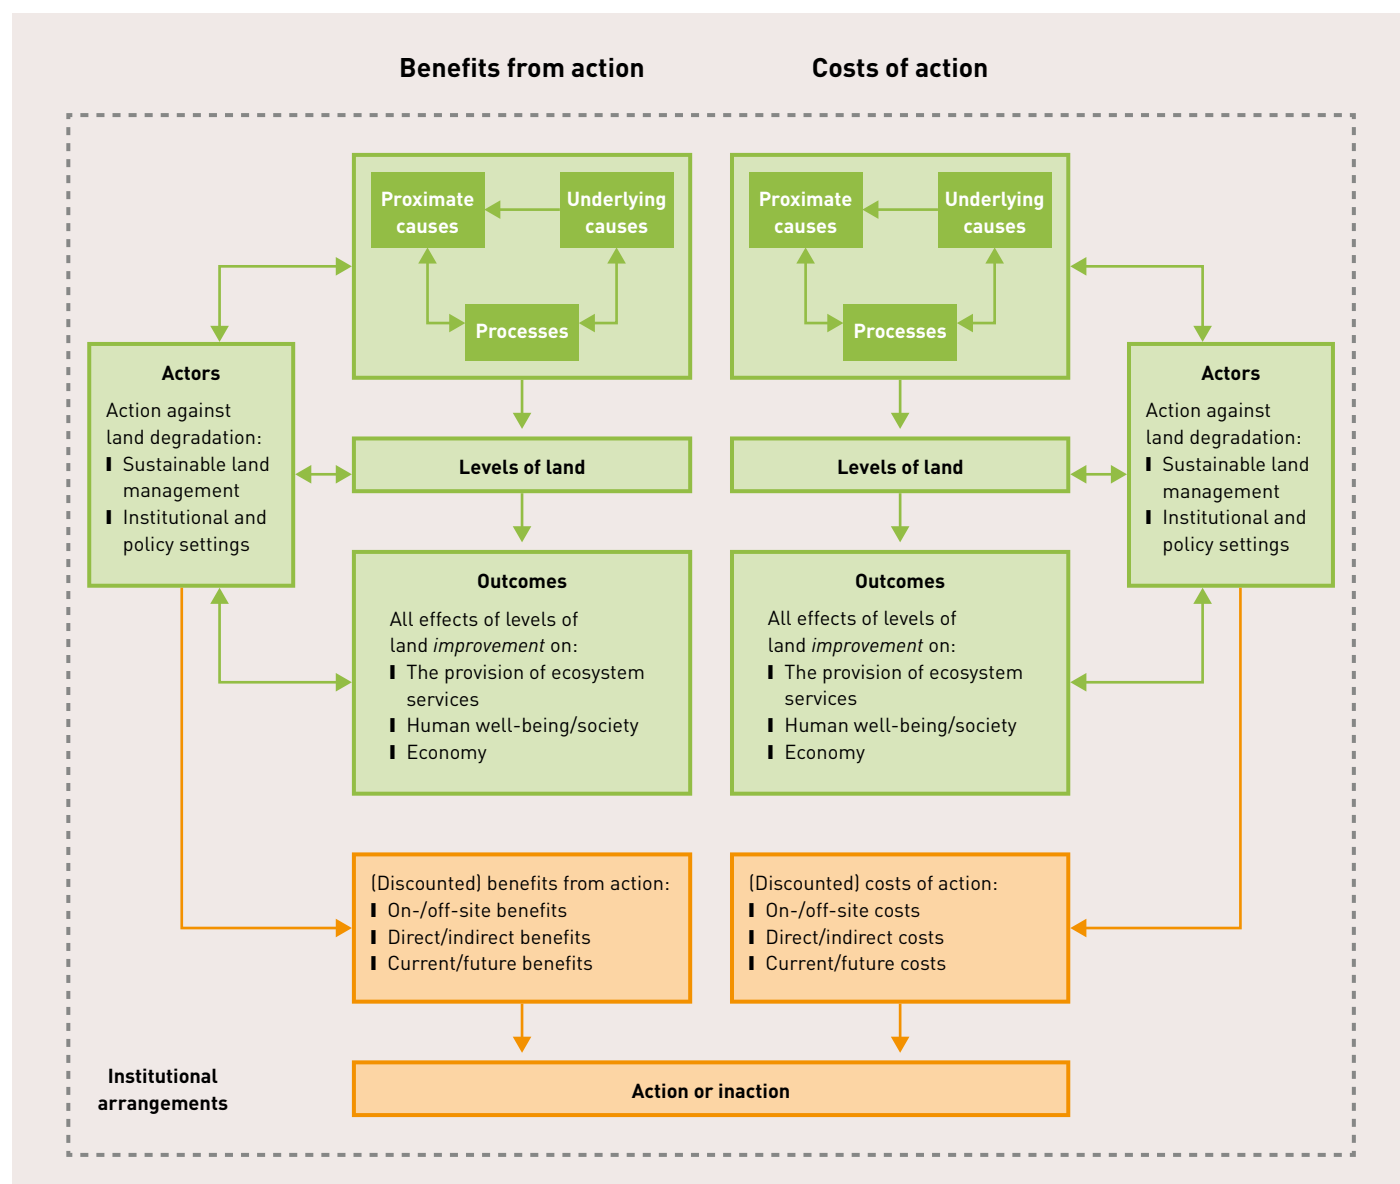 Benefits from action
Costs of action
Proximate
causes
Underlying
causes
Processes
Proximate
causes
Underlying
causes
Processes
Actors
Action against
land degradation:
Sustainable land
management
Institutional and
policy settings
Levels of land
Levels of land
Actors
Action against
land degradation:
Sustainable land
management
Institutional and
policy settings
Outcomes
All effects of levels of
land improvement on:
The provision of ecosystem
services
Human well-being/society
Economy
Outcomes
All effects of levels of
land improvement on:
The provision of ecosystem
services
Human well-being/society
Economy
(Discounted) benefits from action:
On-/off-site benefits
Direct/indirect benefits
Current/future benefits
(Discounted) costs of action:
On-/off-site costs
Direct/indirect costs
Current/future costs
Institutional
arrangements
Action or inaction